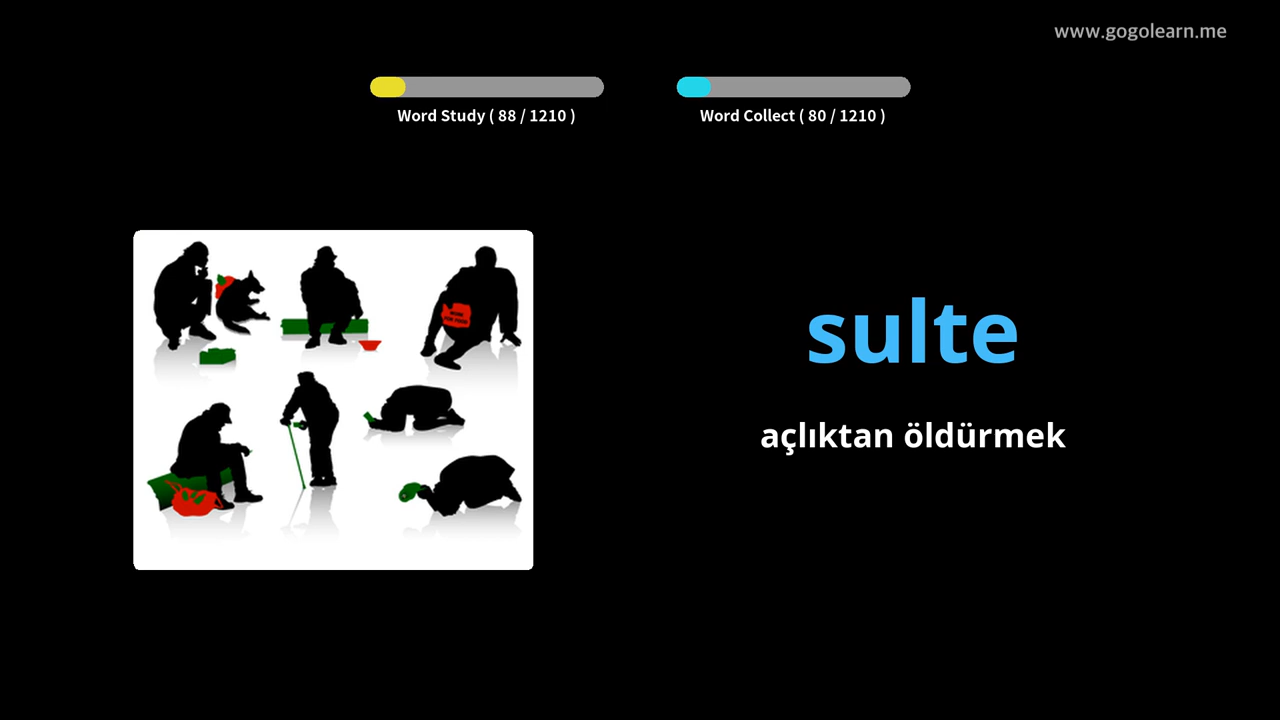 www.gogolearn.me
Word Study ( 88 / 1210 )
Word Collect ( 80 / 1210 )
sulte
açlıktan öldürmek